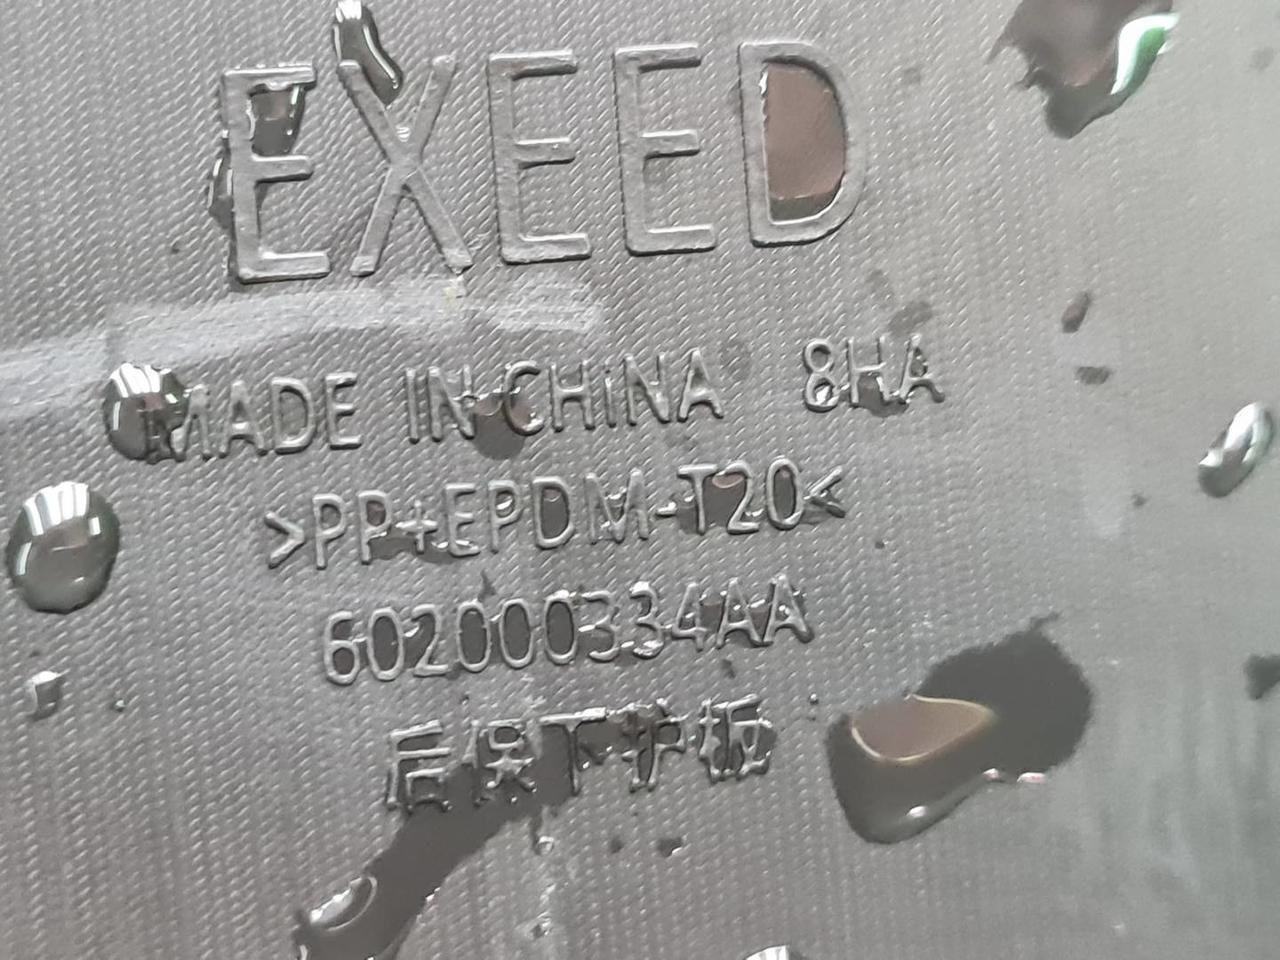 EXEED
MADE IN CHiNA 8HA
>PP+EPDM-T20<
602000334AA
后保下护板